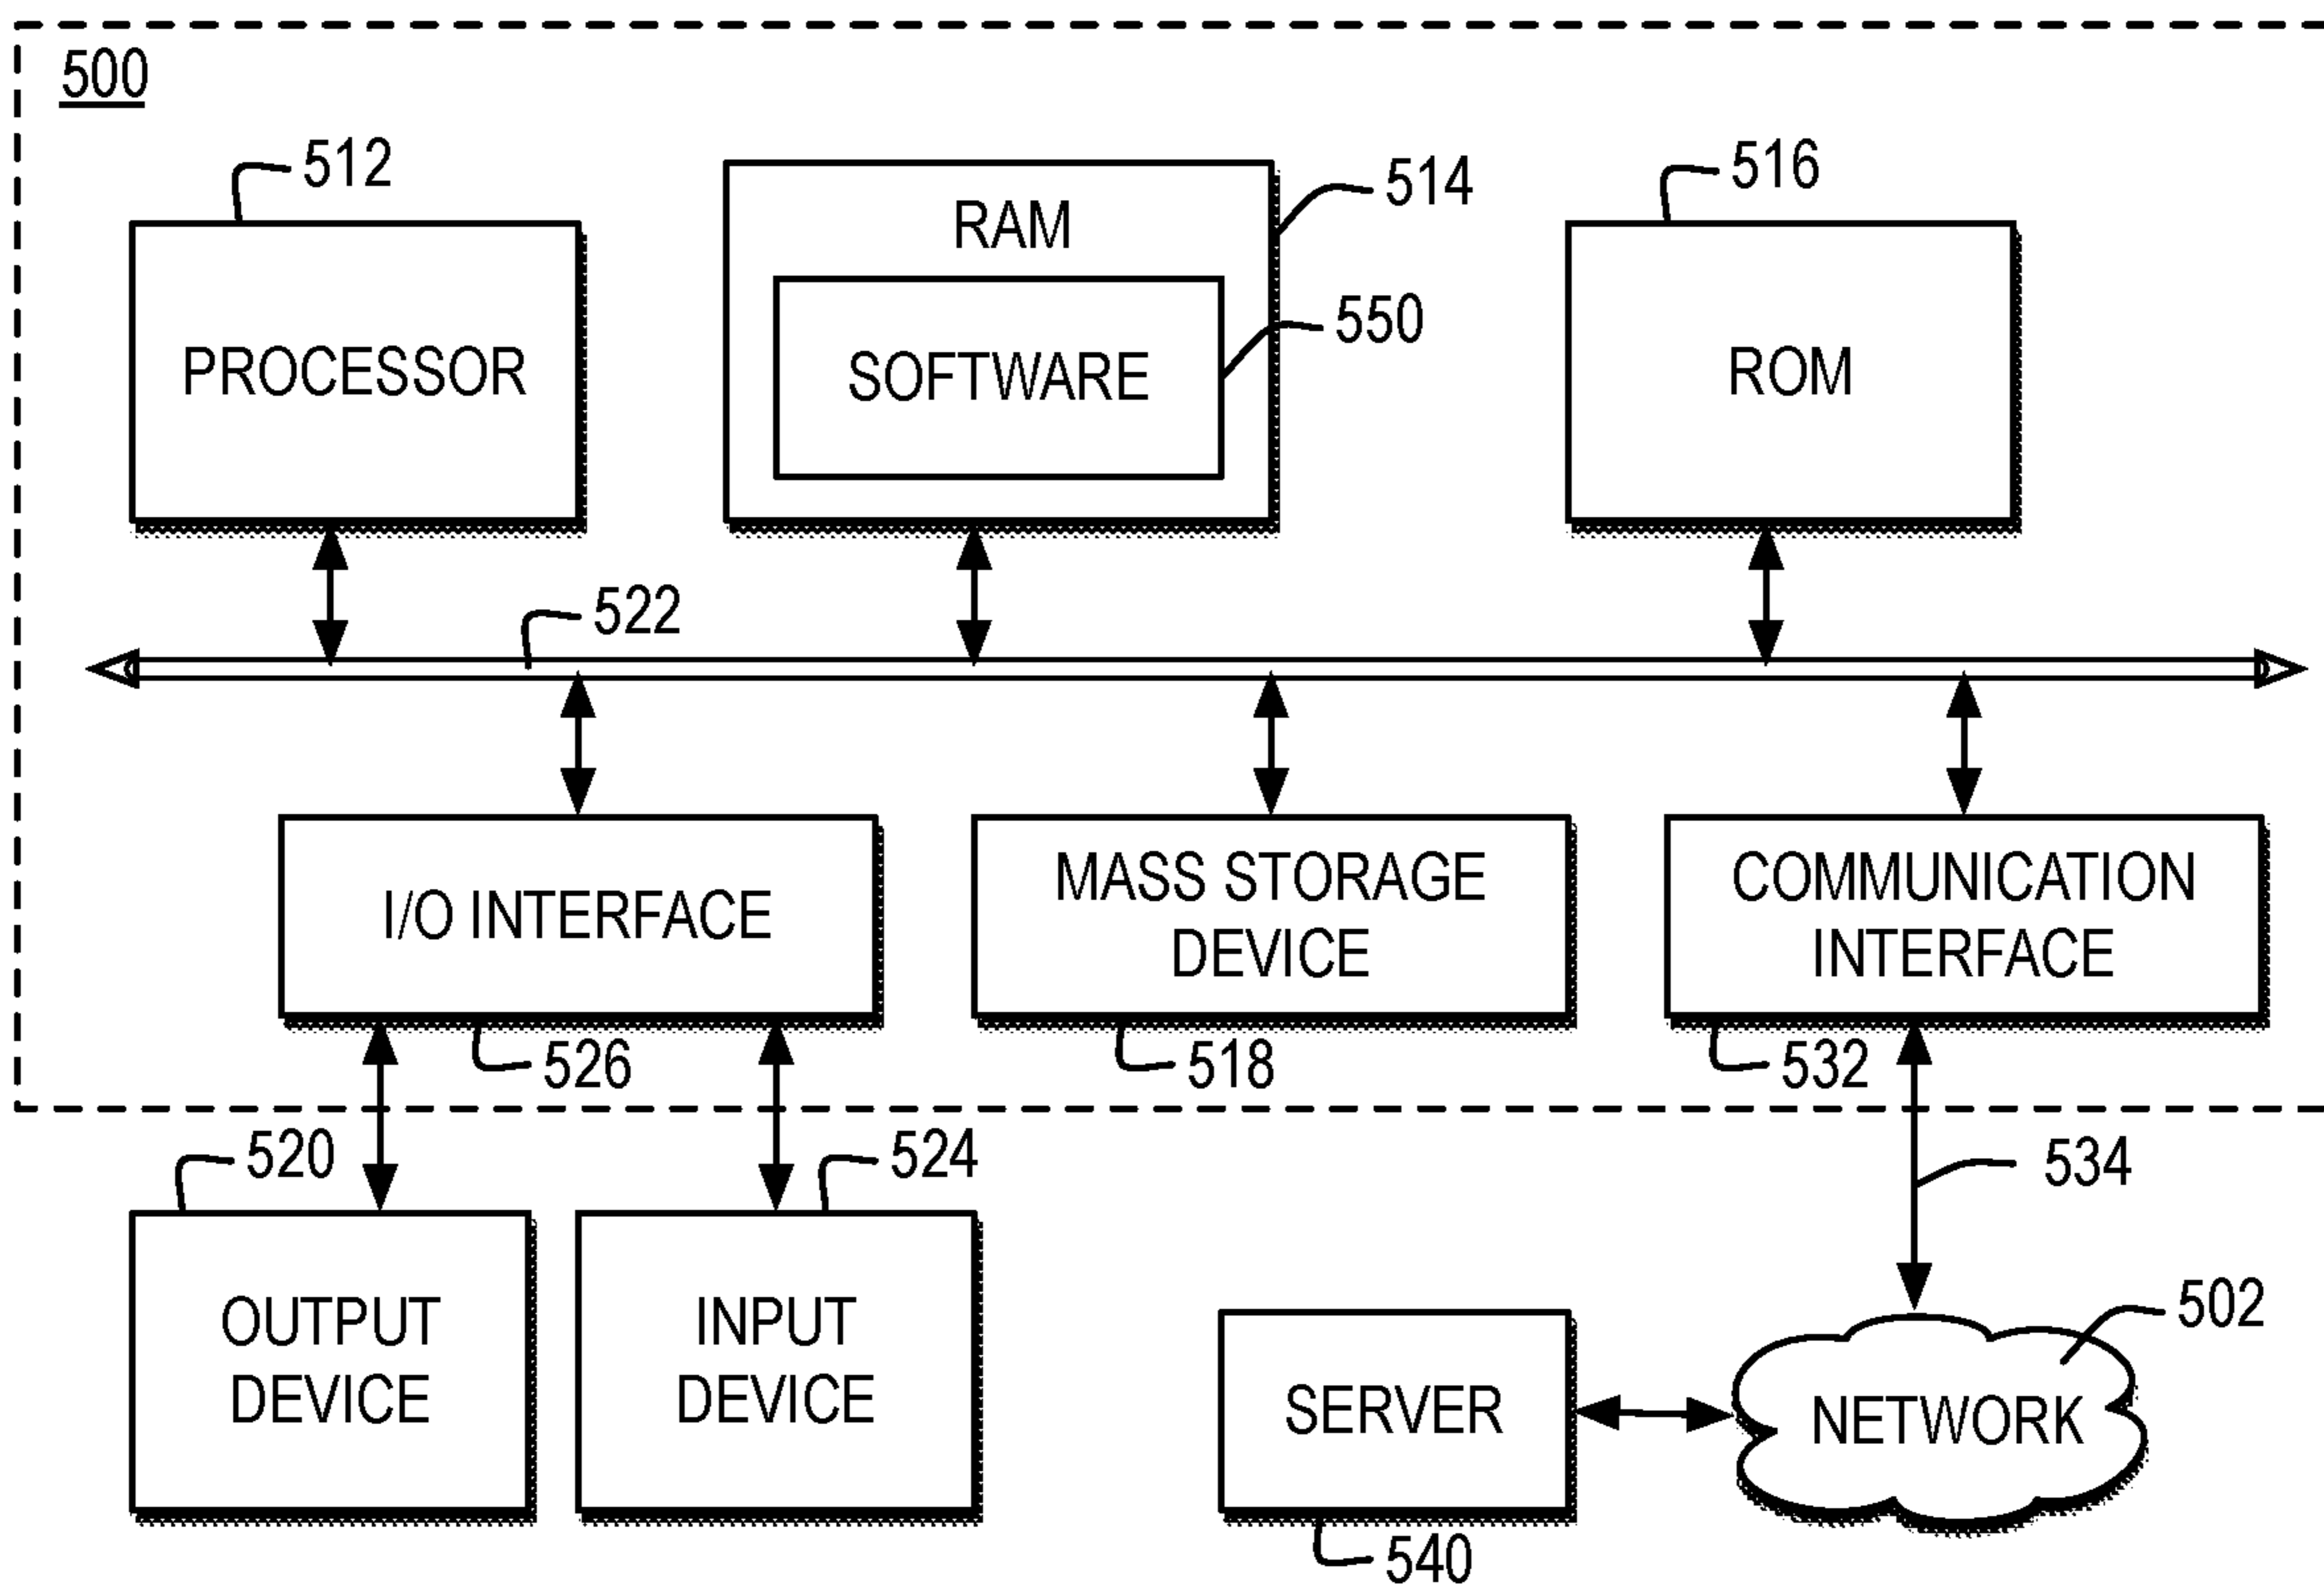 500
512
514
516
RAM
550
PROCESSOR
SOFTWARE
ROM
522
I/O INTERFACE
MASS STORAGE
DEVICE
COMMUNICATION
INTERFACE
526
518
532
520
524
534
OUTPUT
DEVICE
INPUT
DEVICE
502
SERVER
NETWORK
540